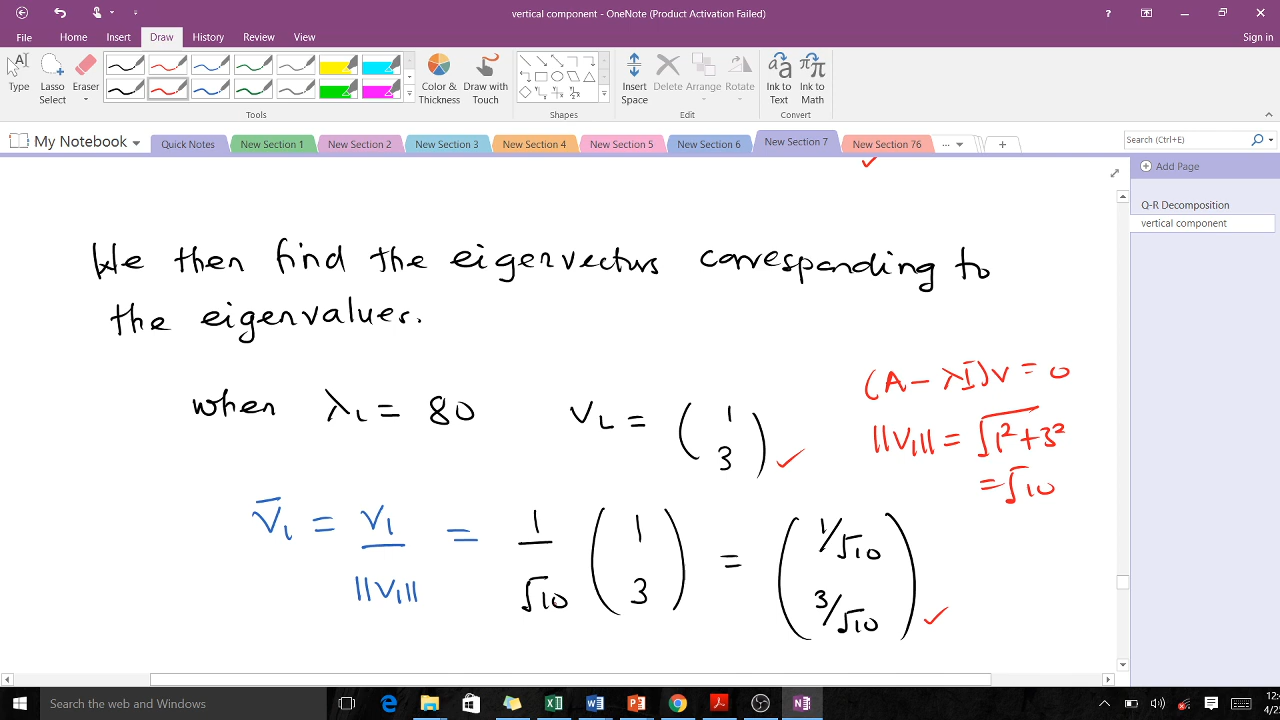 vertical component - OneNote (Product Activation Failed)
File Home Insert Draw History Review View Sign in
Type Lasso Select Eraser Color & Thickness Draw with Touch Insert Space Delete Arrange Rotate Ink to Text Ink to Math
Tools Shapes Edit Convert
My Notebook Quick Notes New Section 1 New Section 2 New Section 3 New Section 4 New Section 5 New Section 6 New Section 7 New Section 76 ... + Search (Ctrl+E)
Add Page
Q-R Decomposition
vertical component
We then find the eigenvectors corresponding to
the eigenvalues.
(A - λI)v = 0
when λ₁ = 80 v₁ = (1 3) ✓
||v₁|| = √1² + 3²
= √10
v̄₁ = v₁/||v₁|| = 1/√10 (1 3) = (1/√10 3/√10) ✓
Search the web and Windows
12:
4/2